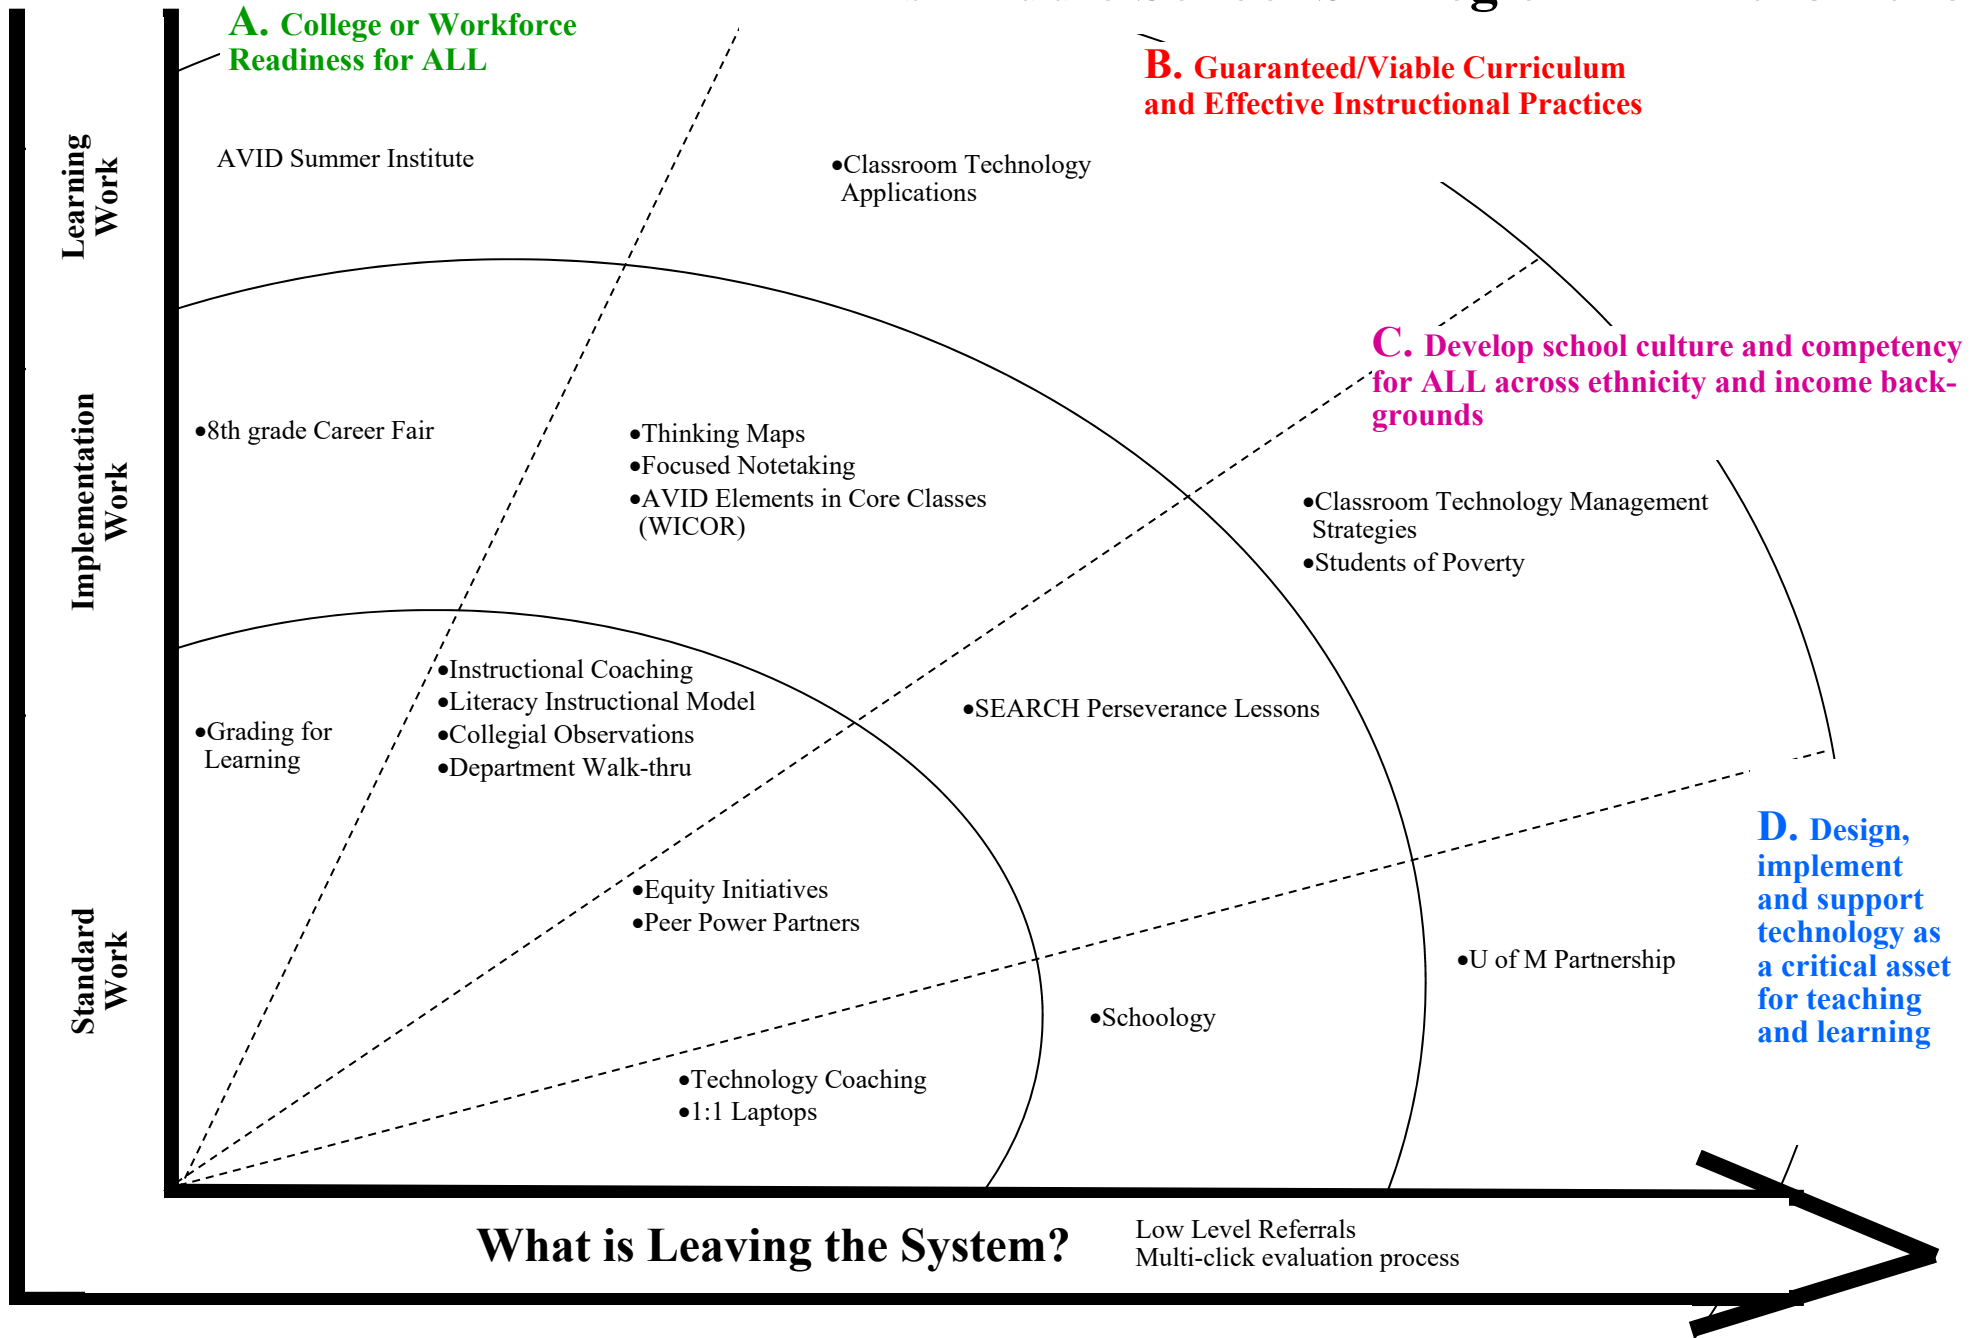 A. College or Workforce
Readiness for ALL
B. Guaranteed/Viable Curriculum
and Effective Instructional Practices
Learning
Work
AVID Summer Institute
•Classroom Technology
Applications
C. Develop school culture and competency
for ALL across ethnicity and income back-
grounds
Implementation
Work
•8th grade Career Fair
•Thinking Maps
•Focused Notetaking
•AVID Elements in Core Classes
(WICOR)
•Classroom Technology Management
Strategies
•Students of Poverty
•Instructional Coaching
•Literacy Instructional Model
•Collegial Observations
•Department Walk-thru
•SEARCH Perseverance Lessons
•Grading for
Learning
D. Design,
implement
and support
technology as
a critical asset
for teaching
and learning
Standard
Work
•Equity Initiatives
•Peer Power Partners
•U of M Partnership
•Schoology
•Technology Coaching
•1:1 Laptops
What is Leaving the System?
Low Level Referrals
Multi-click evaluation process